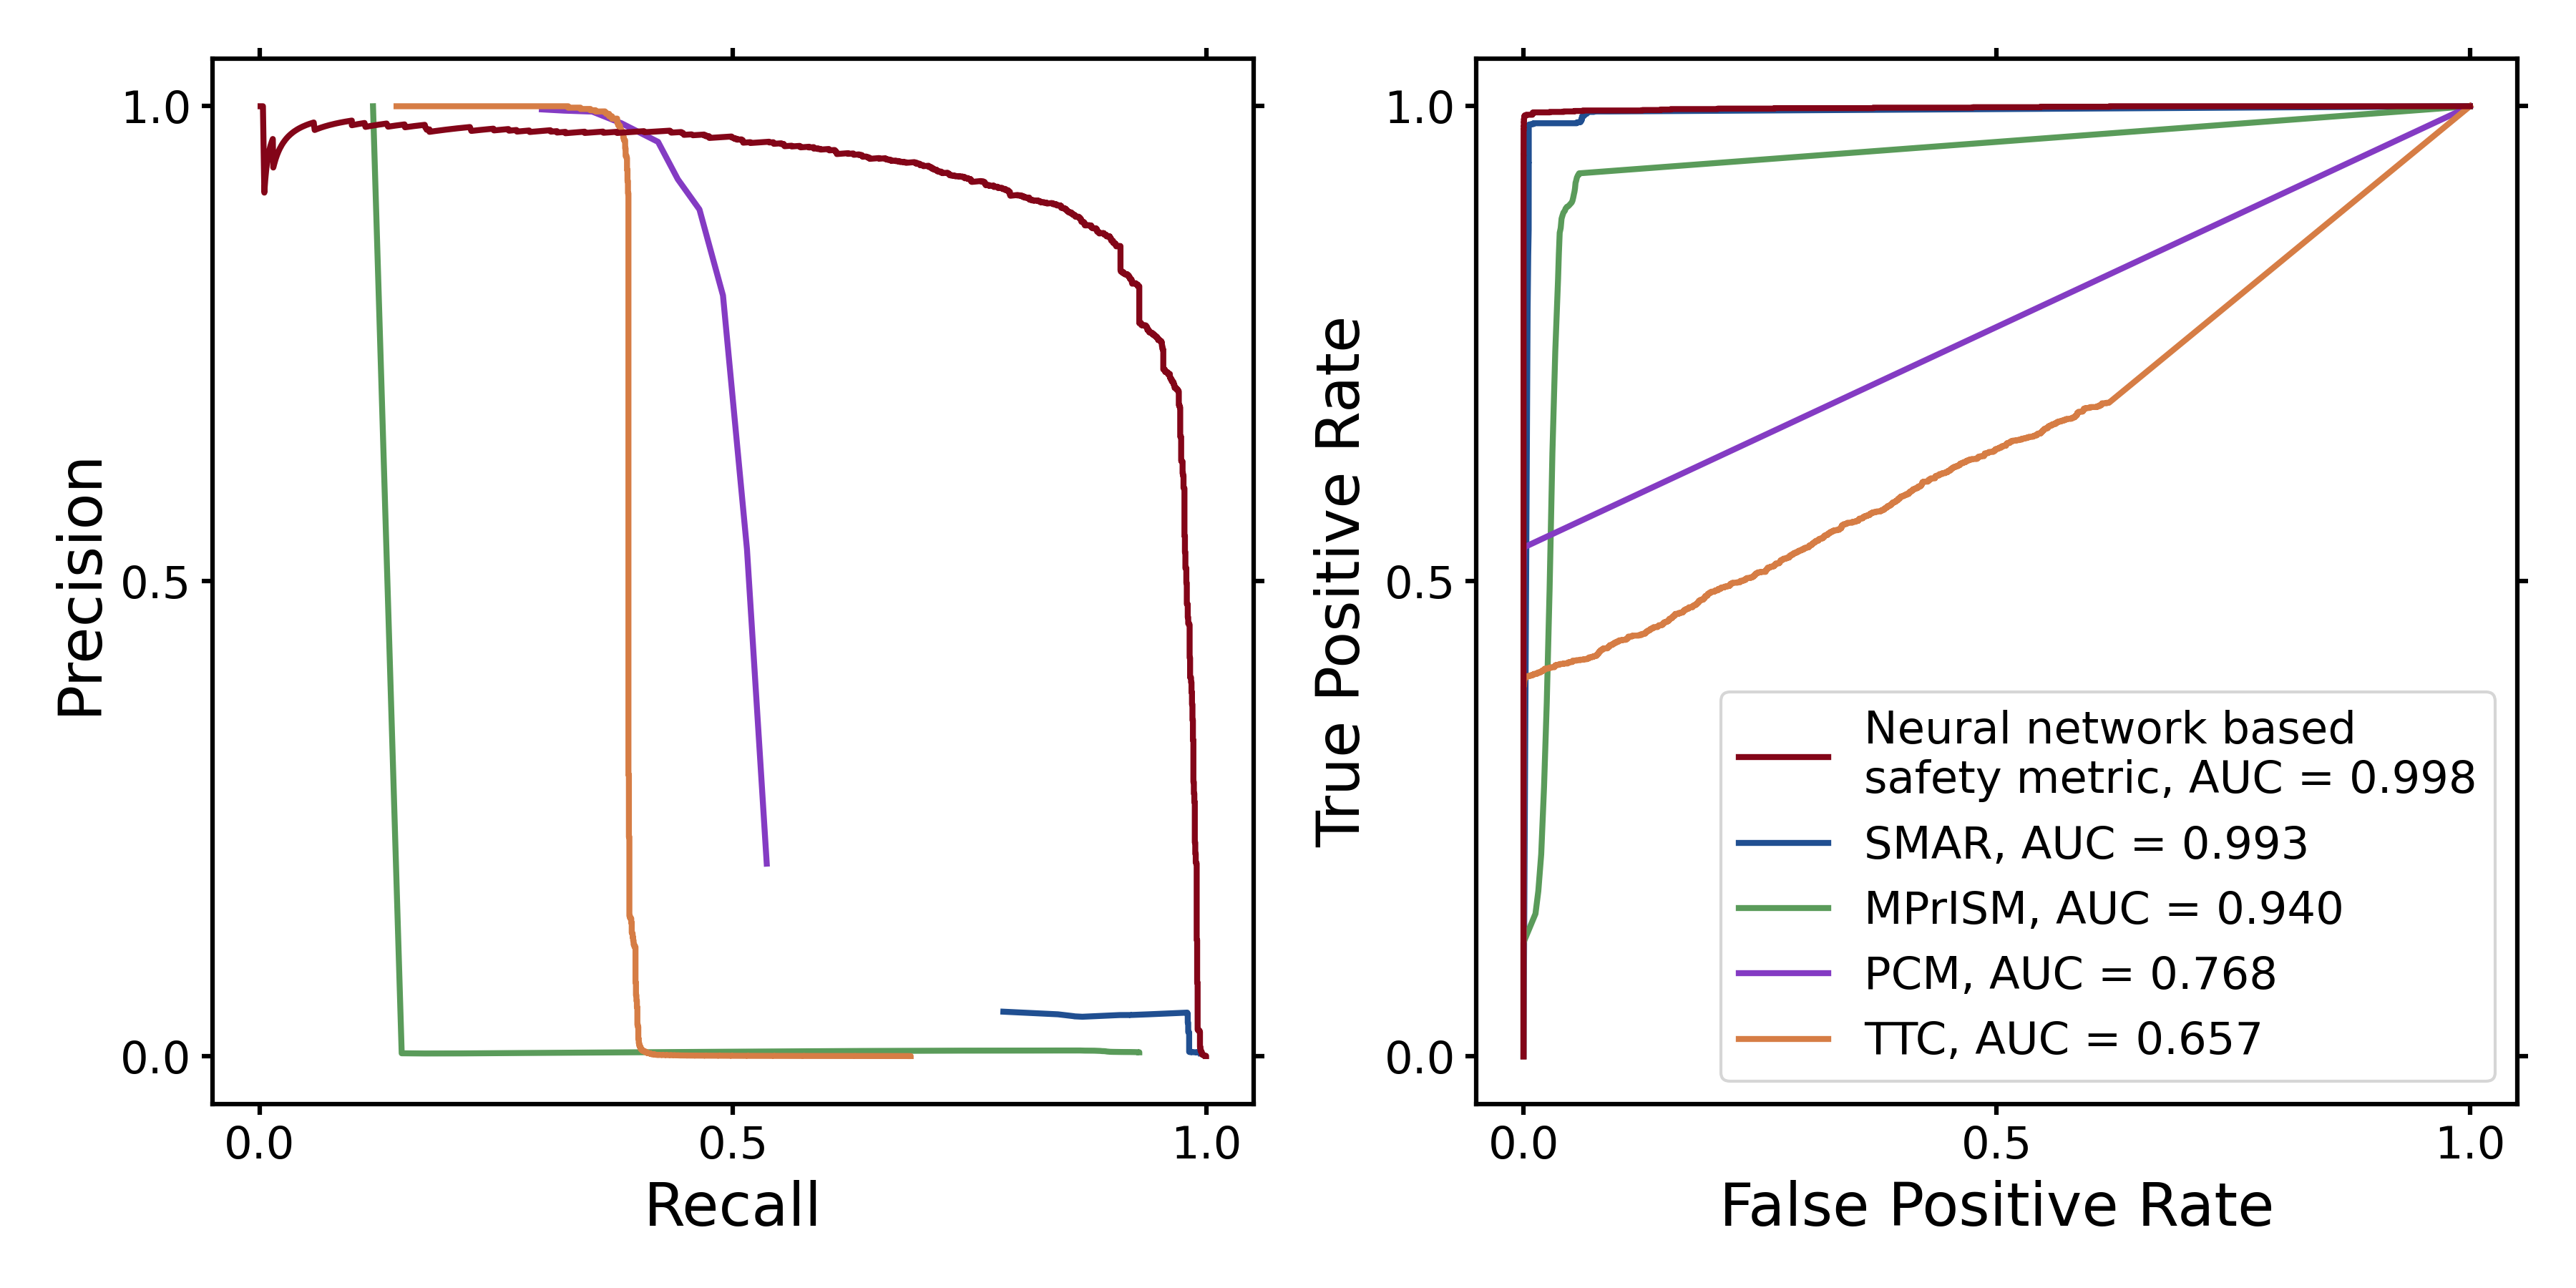 1.0
0.5
0.0
Precision
0.0
0.5
1.0
Recall
1.0
0.5
0.0
True Positive Rate
Neural network based
safety metric, AUC = 0.998
SMAR, AUC = 0.993
MPrISM, AUC = 0.940
PCM, AUC = 0.768
TTC, AUC = 0.657
0.0
0.5
1.0
False Positive Rate